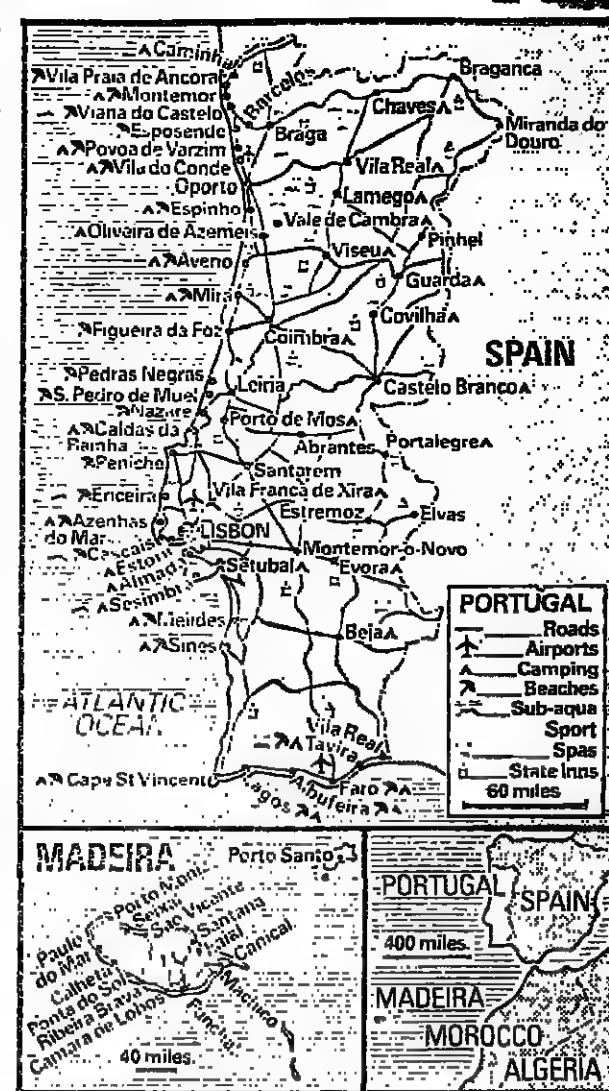 Caminha
Vila Praia de Ancora
Montemor
Viana do Castelo
Esposende
Povoa de Varzim
Vila do Conde
Oporto
Espinho
Oliveira de Azemeis
Aveno
Mira
Figueira da Foz
Pedras Negras
S. Pedro de Muel
Nazare
Caldas da
Rainha
Peniche
Ericeira
Azenhas
do Mar
Cascais
Estoril
Almada
Sesimbra
Sines
Cape St Vincent
Barcelos
Braga
Braganca
Chaves
Miranda do
Douro
Vila Real
Lamego
Vale de Cambra
Pinhel
Viseu
Guarda
Covilha
Coimbra
SPAIN
Leiria
Castelo Branco
Porto de Mos
Abrantes
Portalegre
Santarem
Vila Franca de Xira
Estremoz
Elvas
LISBON
Montemor-o-Novo
Setubal
Evora
Beja
ATLANTIC
OCEAN
Vila Real
Tavira
Faro
Albufeira
Lagos
PORTUGAL
Roads
Airports
Camping
Beaches
Sub-aqua
Sport
Spas
State Inns
60 miles
MADEIRA
Porto Santo
Porto Moni
Seixal
Sao Vicente
Santana
Faial
Canical
Machico
Paulo
do Mar
Calheta
Ponta do Sol
Ribeira Brava
Camara de Lobos
40 miles.
PORTUGAL
SPAIN
400 miles.
MADEIRA
MOROCCO
ALGERIA